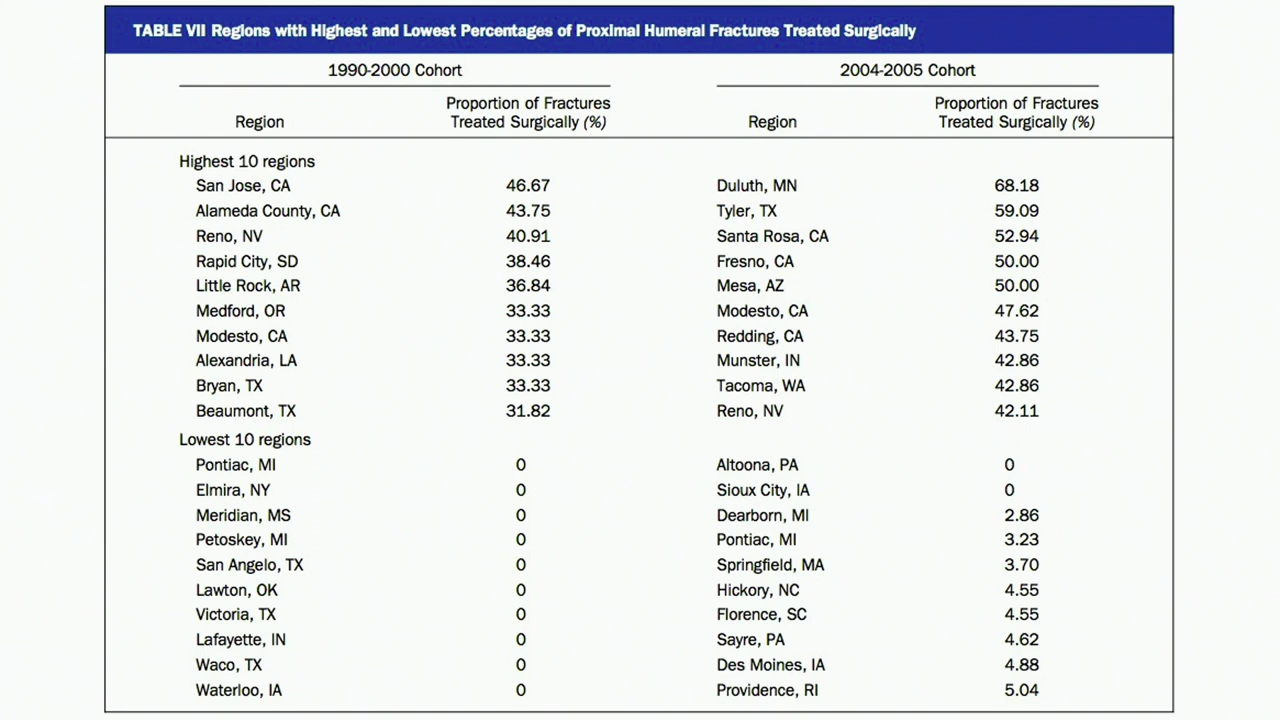 TABLE VII Regions with Highest and Lowest Percentages of Proximal Humeral Fractures Treated Surgically
1990-2000 Cohort 2004-2005 Cohort
Proportion of Fractures Proportion of Fractures
Region Treated Surgically (%) Region Treated Surgically (%)
Highest 10 regions
San Jose, CA 46.67 Duluth, MN 68.18
Alameda County, CA 43.75 Tyler, TX 59.09
Reno, NV 40.91 Santa Rosa, CA 52.94
Rapid City, SD 38.46 Fresno, CA 50.00
Little Rock, AR 36.84 Mesa, AZ 50.00
Medford, OR 33.33 Modesto, CA 47.62
Modesto, CA 33.33 Redding, CA 43.75
Alexandria, LA 33.33 Munster, IN 42.86
Bryan, TX 33.33 Tacoma, WA 42.86
Beaumont, TX 31.82 Reno, NV 42.11
Lowest 10 regions
Pontiac, MI 0 Altoona, PA 0
Elmira, NY 0 Sioux City, IA 0
Meridian, MS 0 Dearborn, MI 2.86
Petoskey, MI 0 Pontiac, MI 3.23
San Angelo, TX 0 Springfield, MA 3.70
Lawton, OK 0 Hickory, NC 4.55
Victoria, TX 0 Florence, SC 4.55
Lafayette, IN 0 Sayre, PA 4.62
Waco, TX 0 Des Moines, IA 4.88
Waterloo, IA 0 Providence, RI 5.04